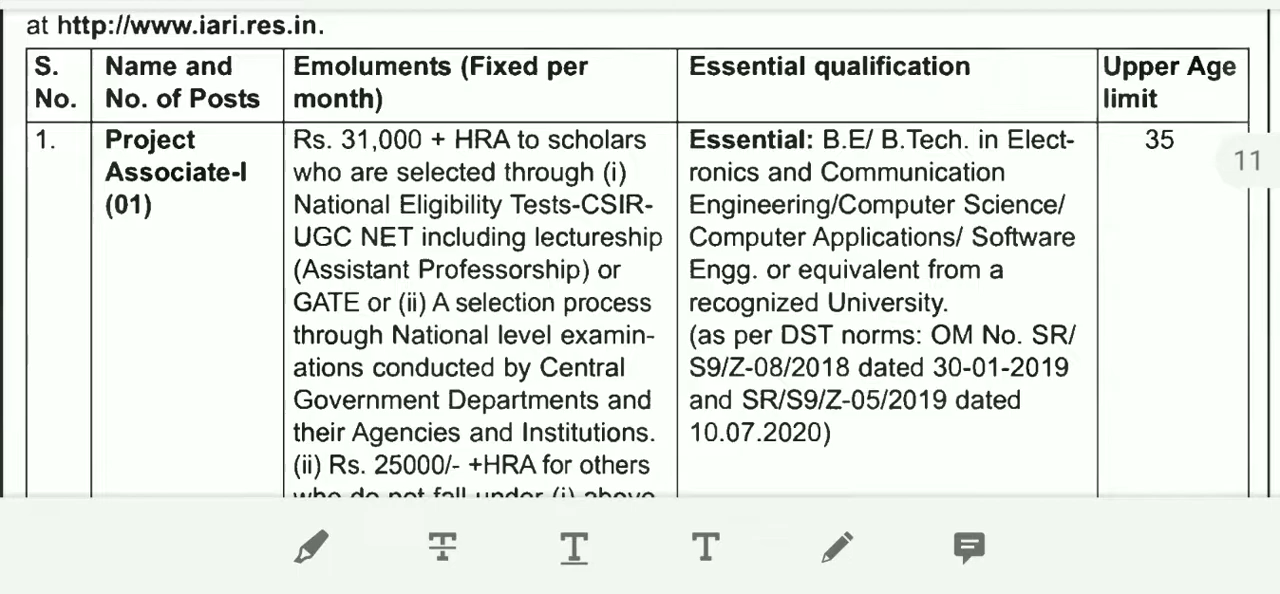 at http://www.iari.res.in.
S. No.
Name and No. of Posts
Emoluments (Fixed per month)
Essential qualification
Upper Age limit
1.
Project
Associate-I
(01)
Rs. 31,000 + HRA to scholars
who are selected through (i)
National Eligibility Tests-CSIR-
UGC NET including lectureship
(Assistant Professorship) or
GATE or (ii) A selection process
through National level examin-
ations conducted by Central
Government Departments and
their Agencies and Institutions.
(ii) Rs. 25000/- +HRA for others
who do not fall under (i) above
Essential: B.E/ B.Tech. in Elect-
ronics and Communication
Engineering/Computer Science/
Computer Applications/ Software
Engg. or equivalent from a
recognized University.
(as per DST norms: OM No. SR/
S9/Z-08/2018 dated 30-01-2019
and SR/S9/Z-05/2019 dated
10.07.2020)
35
11